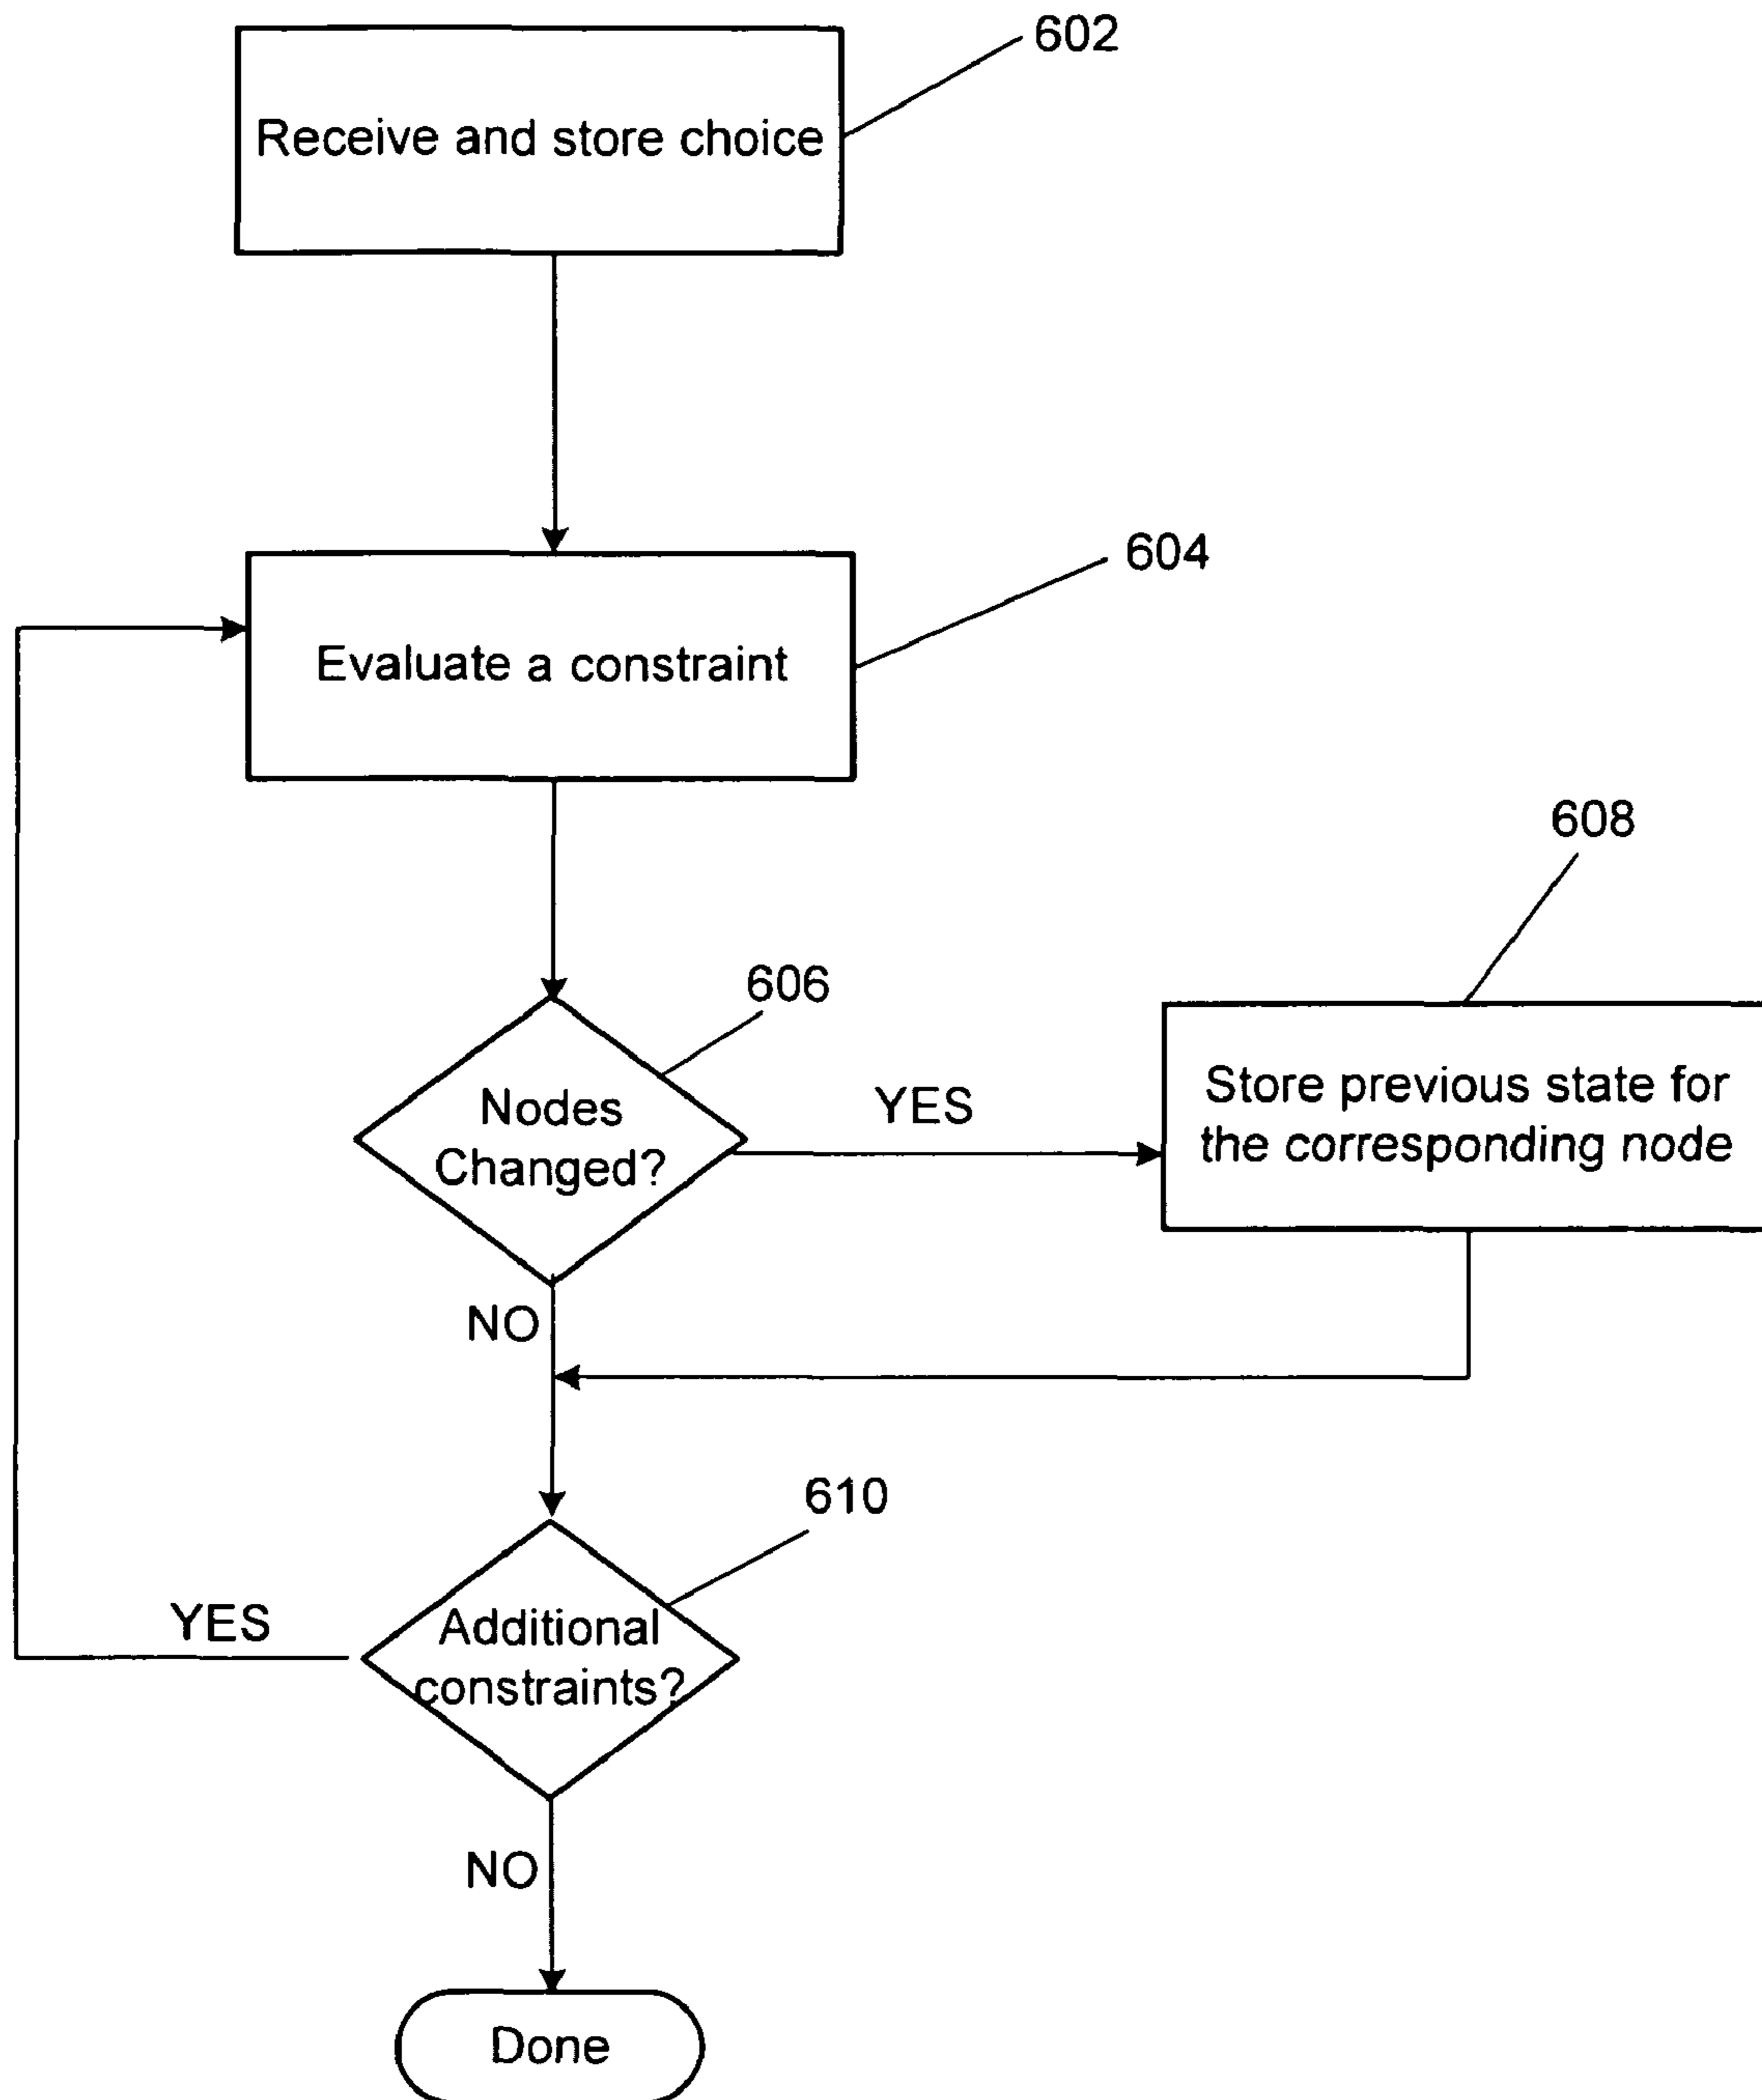 602
Receive and store choice
604
Evaluate a constraint
608
606
Nodes
Changed?
YES
Store previous state for
the corresponding node
NO
610
YES
Additional
constraints?
NO
Done